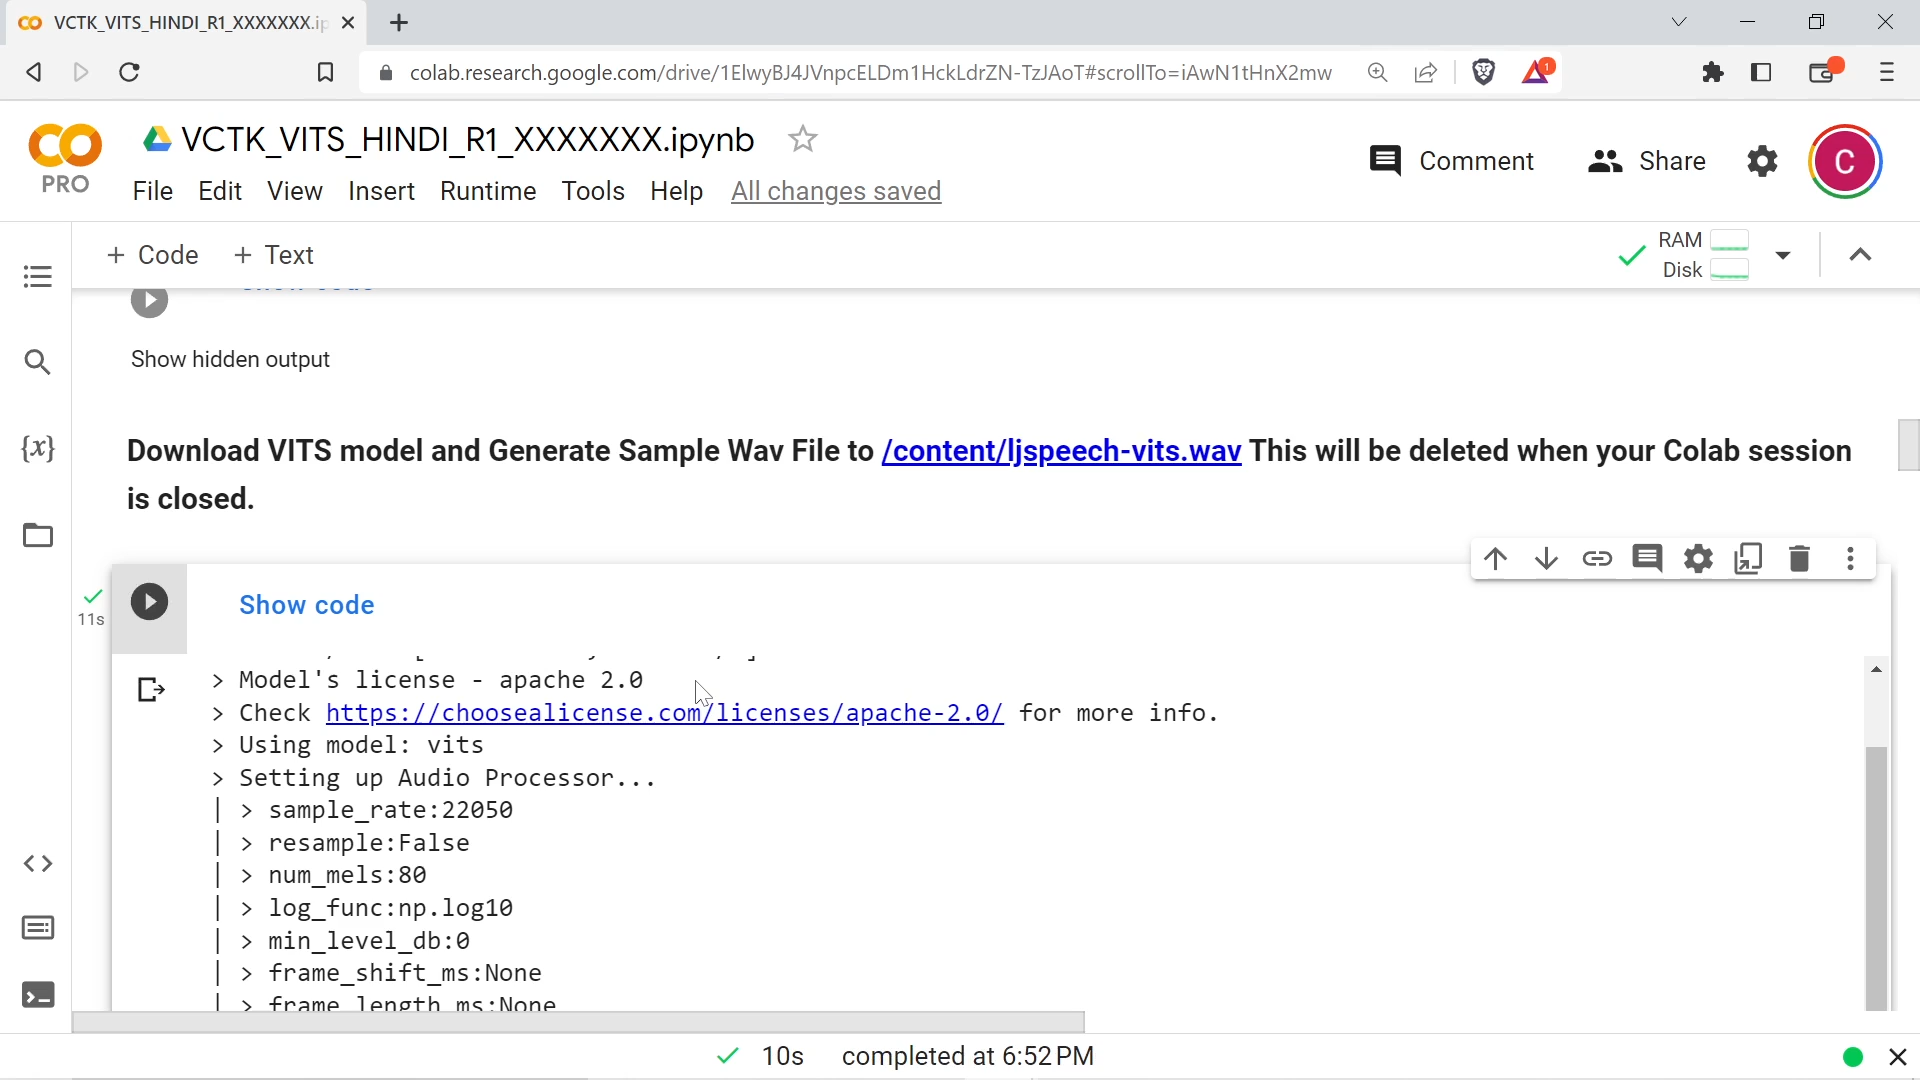 VCTK_VITS_HINDI_R1_XXXXXXX.ip
colab.research.google.com/drive/1ElwyBJ4JVnpcELDm1HckLdrZN-TzJAoT#scrollTo=iAwN1tHnX2mw
1
PRO
VCTK_VITS_HINDI_R1_XXXXXXX.ipynb
Comment
Share
C
File Edit View Insert Runtime Tools Help All changes saved
+ Code + Text
RAM
Disk
Show hidden output
{x}
Download VITS model and Generate Sample Wav File to /content/ljspeech-vits.wav This will be deleted when your Colab session
is closed.
11s
Show code
> Model's license - apache 2.0
> Check https://choosealicense.com/licenses/apache-2.0/ for more info.
> Using model: vits
> Setting up Audio Processor...
| > sample_rate:22050
| > resample:False
| > num_mels:80
| > log_func:np.log10
| > min_level_db:0
| > frame_shift_ms:None
| > frame_length_ms:None
10s completed at 6:52 PM